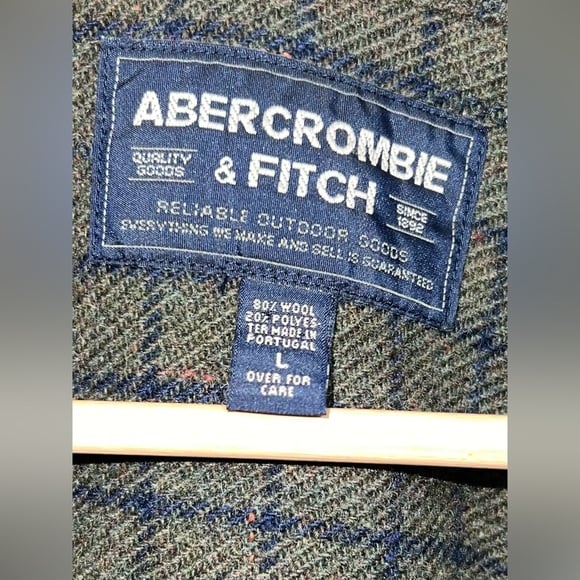 ABERCROMBIE
& FITCH
QUALITY
GOODS
SINCE
1892
RELIABLE OUTDOOR GOODS
EVERYTHING WE MAKE AND SELL IS GUARANTEED
80% WOOL
20% POLYES-
TER MADE IN
PORTUGAL
L
OVER FOR
CARE